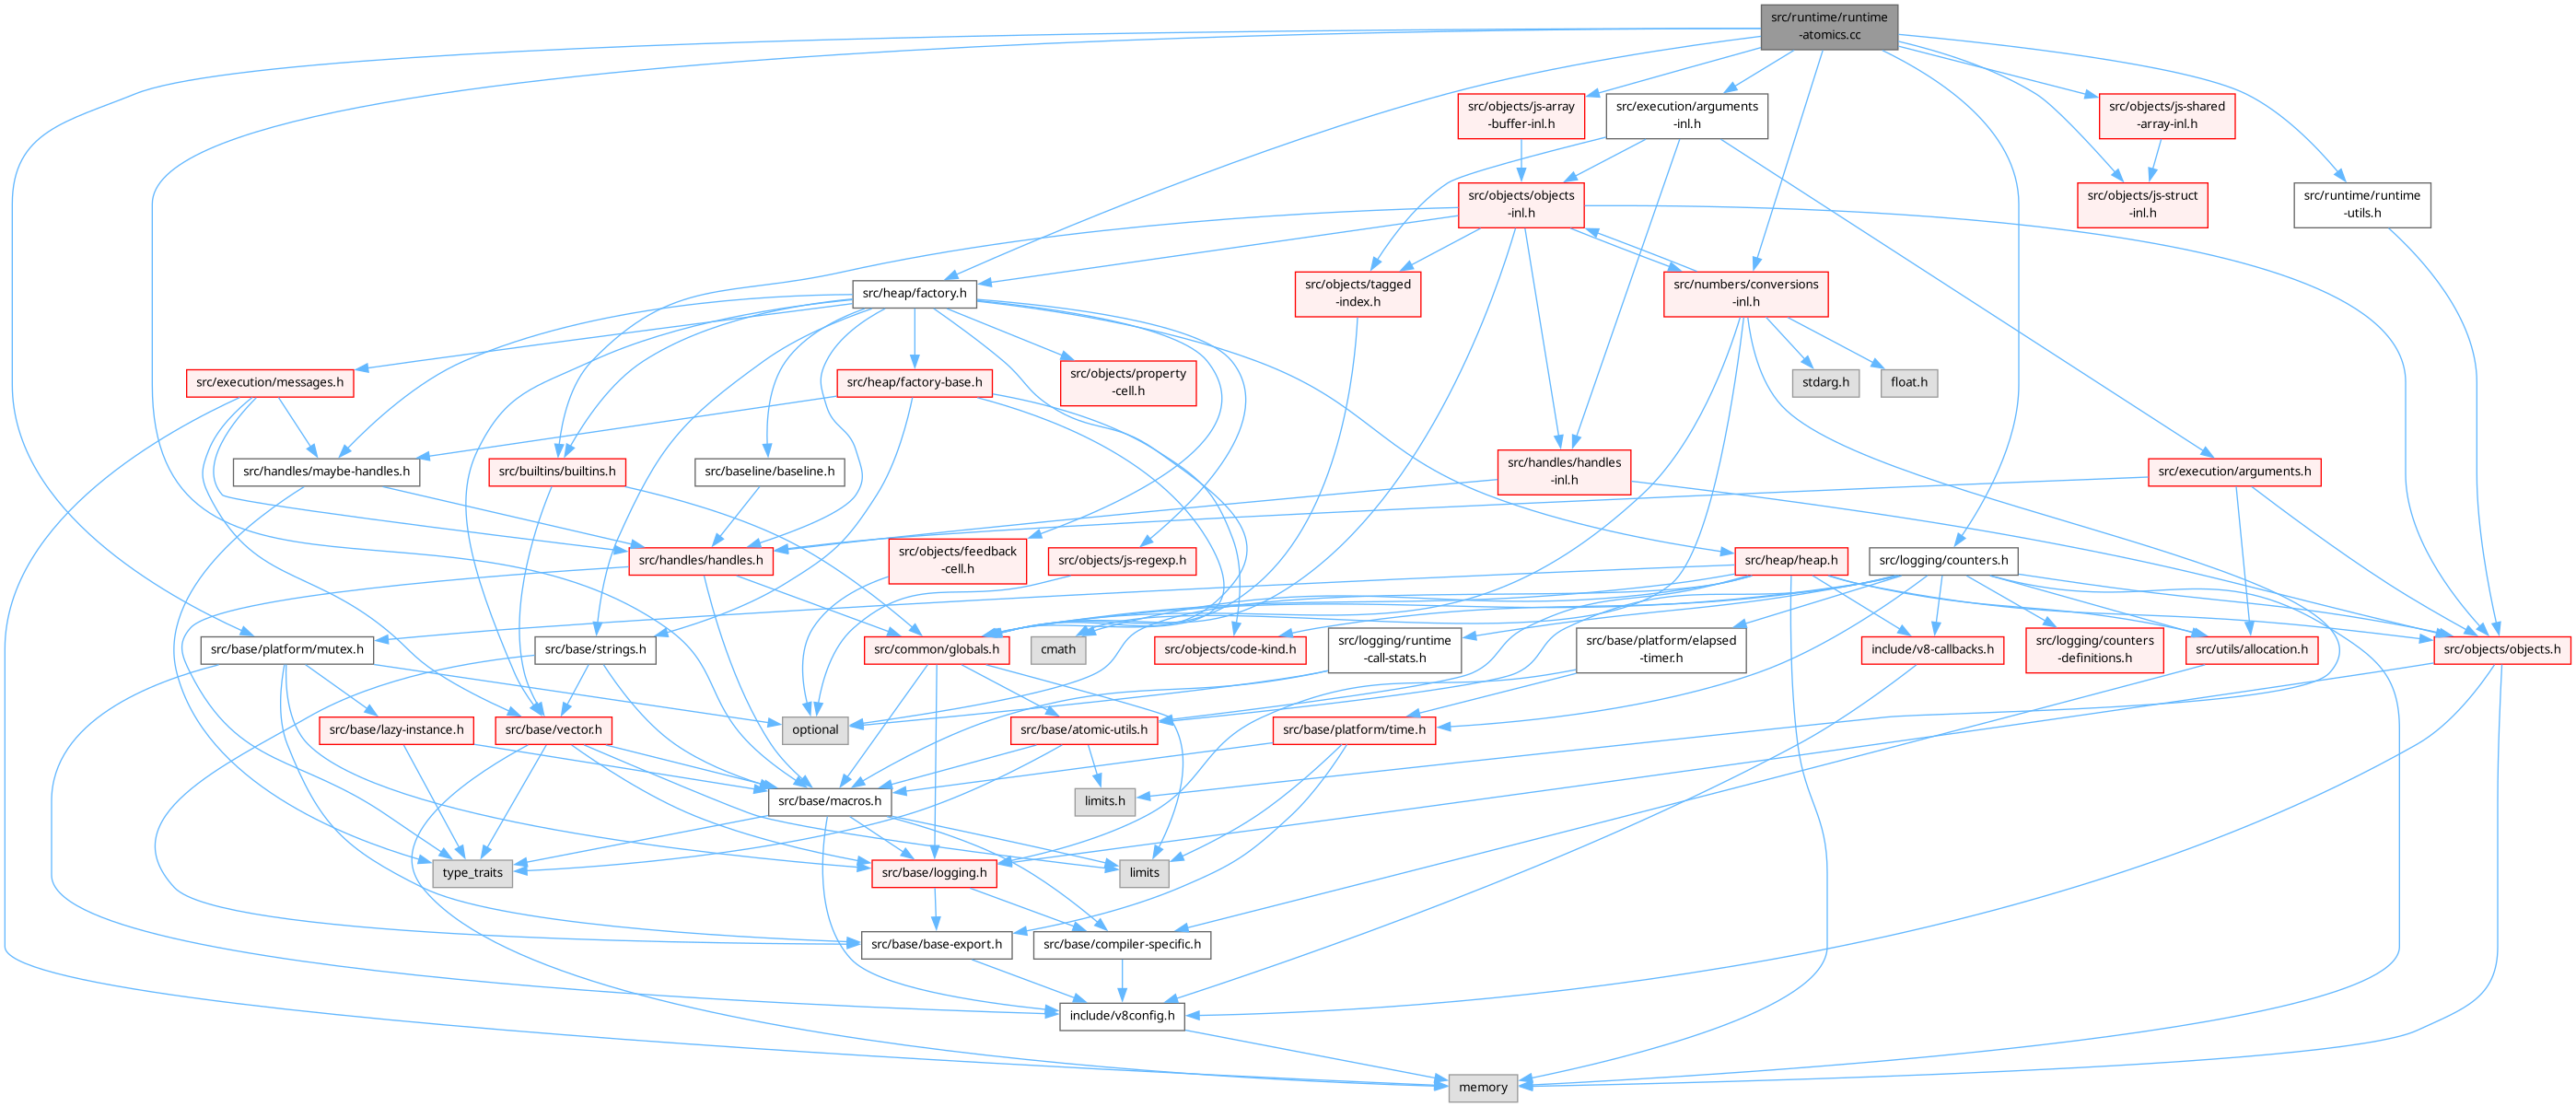 src/runtime/runtime
-atomics.cc
src/objects/js-array
-buffer-inl.h
src/execution/arguments
-inl.h
src/objects/js-shared
-array-inl.h
src/objects/objects
-inl.h
src/objects/js-struct
-inl.h
src/runtime/runtime
-utils.h
src/heap/factory.h
src/objects/tagged
-index.h
src/numbers/conversions
-inl.h
src/execution/messages.h
src/heap/factory-base.h
src/objects/property
-cell.h
stdarg.h
float.h
src/handles/maybe-handles.h
src/builtins/builtins.h
src/baseline/baseline.h
src/handles/handles
-inl.h
src/execution/arguments.h
src/handles/handles.h
src/objects/feedback
-cell.h
src/objects/js-regexp.h
src/heap/heap.h
src/logging/counters.h
src/base/platform/mutex.h
src/base/strings.h
src/common/globals.h
cmath
src/objects/code-kind.h
src/logging/runtime
-call-stats.h
src/base/platform/elapsed
-timer.h
include/v8-callbacks.h
src/logging/counters
-definitions.h
src/utils/allocation.h
src/objects/objects.h
src/base/lazy-instance.h
src/base/vector.h
optional
src/base/atomic-utils.h
src/base/platform/time.h
src/base/macros.h
limits.h
type_traits
src/base/logging.h
limits
src/base/base-export.h
src/base/compiler-specific.h
include/v8config.h
memory